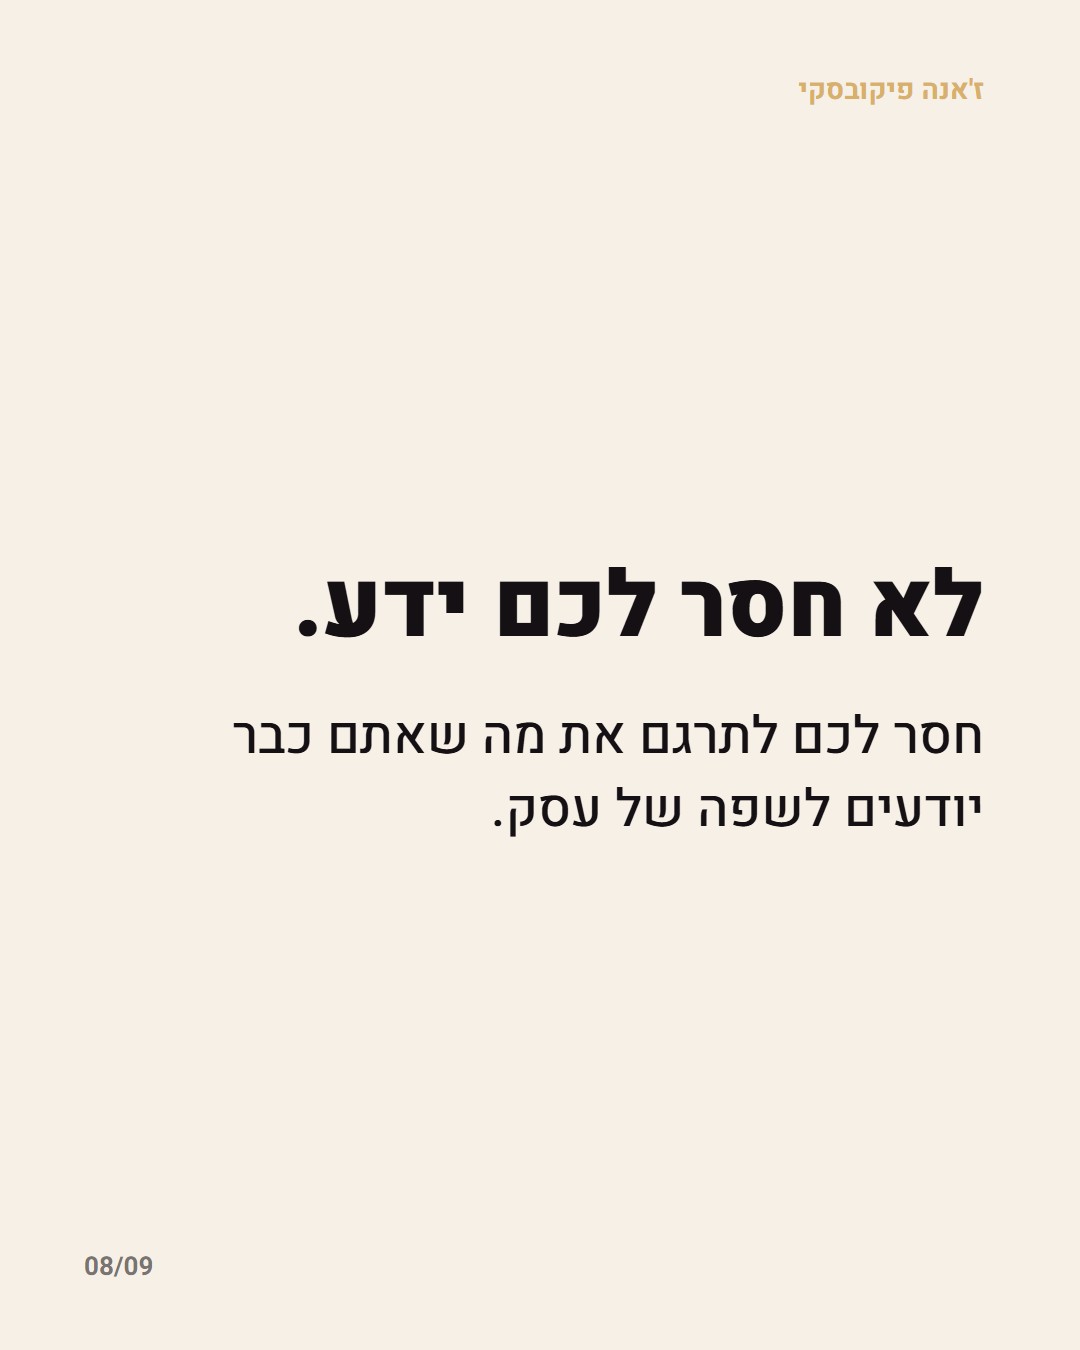 ז'אנה פיקובסקי
לא חסר לכם ידע.
חסר לכם לתרגם את מה שאתם כבר
יודעים לשפה של עסק.
08/09